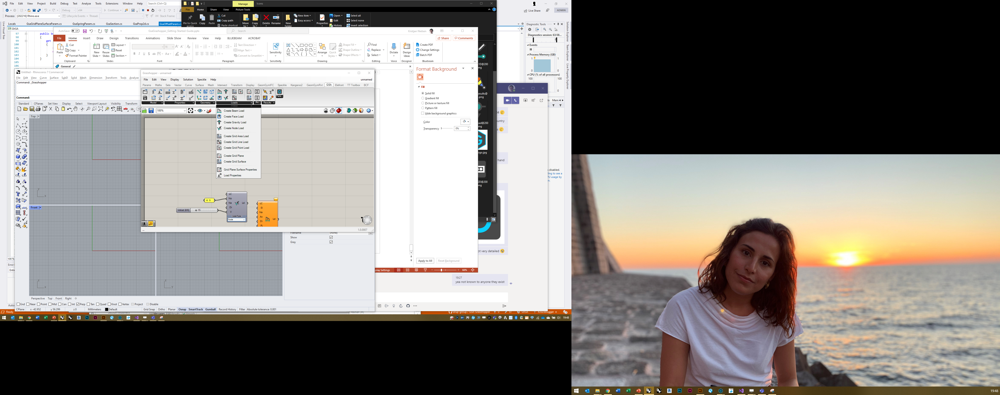 File Edit View Git Project Build Debug Test Analyze Tools Extensions Window Help Search (Ctrl+Q)
Live Share ADMIN
Debug x64 Continue
Process: [202216] Rhino.exe Lifecycle Events Thread: Stack Frame:
Locals GsaGridPlaneSurfaceParam.cs GsaSpringParam.cs GsaSection.cs GsaProp2d.cs GsaOffsetParam.cs
GhSA
Live Visual Tree
97
98
99
100
101
102
103
104
105
106
get
Manage Icons
File Home Share View Picture Tools
Pin to Quick access Copy Paste Cut Copy path Paste shortcut Move to Copy to Delete Rename New folder New item Easy access Properties Open Edit History Select all Select none Invert selection
AutoSave Off GsaGrashopper_Getting-Started-Guide.pptx Search Kristjan Nielsen
File Home Insert Draw Design Transitions Animations Slide Show Review View Help BLUEBEAM ACROBAT Share Comments
Paste Cut Copy Format Painter New Slide Reuse Slides Layout Reset Section 16 Text Direction Align Text Convert to SmartArt Sensitivity Arrange Quick Styles Shape Fill Shape Outline Shape Effects Find Replace Select Dictate Design Ideas Create PDF Change Settings Batch PDF
Clipboard Slides Font Paragraph Sensitivity Drawing Editing Voice Designer Bluebeam
General
Format Background
Fill
Solid fill
Gradient fill
Picture or texture fill
Pattern fill
Hide background graphics
Color
Transparency 0%
Apply to All Reset Background
66%
Untitled - Rhinoceros 7 Commercial
File Edit View Curve Surface SubD Solid Mesh Dimension Transform Tools Analyze
Command: _Grasshopper
Command:
Standard CPlanes Set View Display Select Viewport Layout Visibility Transform
Top
Front
Grasshopper - unnamed
File Edit View Display Solution Speckle Help unnamed
Params Maths Sets Vector Curve Surface Mesh Intersect Transform Display GeomGymIFC Speckle Kangaroo2 GeomGymRvt GSA Elefront TT Toolbox BCF
Model Properties Geometry Loads An... Results Para...
100%
Create Beam Load
Create Face Load
Create Gravity Load
Create Node Load
Create Grid Area Load
Create Grid Line Load
Create Grid Point Load
Create Grid Plane
Create Grid Surface
Grid Plane Surface Properties
Load Properties
4 5
Value (kN) 15
LC
No
Na
Di
V
Ld
Load Type
Node
LC
El
Na
Ax
Di
Pi
Ld
1.0.0007
Filename (none)
Show
Gray
Perspective Top Front Right
End Near Point Mid Cen Int Perp Tan Quad Knot Vertex Project Disable
CPlane x -42.952 y 56.299 z 0 Millimeters Default Grid Snap Ortho Planar Osnap SmartTrack Gumball Record History Filter Absolute tolerance: 0.001
Diagnostic Tools
Diagnostics session: 63:58...
Events
Process Memory (GB)
1 1
0 0
CPU (% of all processors)
100 100
0
Solution Explorer
Team Explorer
Live Property Explorer
19:27
yea not known to anyone they exist
Ready
arup-group / GSA-Grasshopper 0 97 GhSA KrisDebugger
19:48
19:48